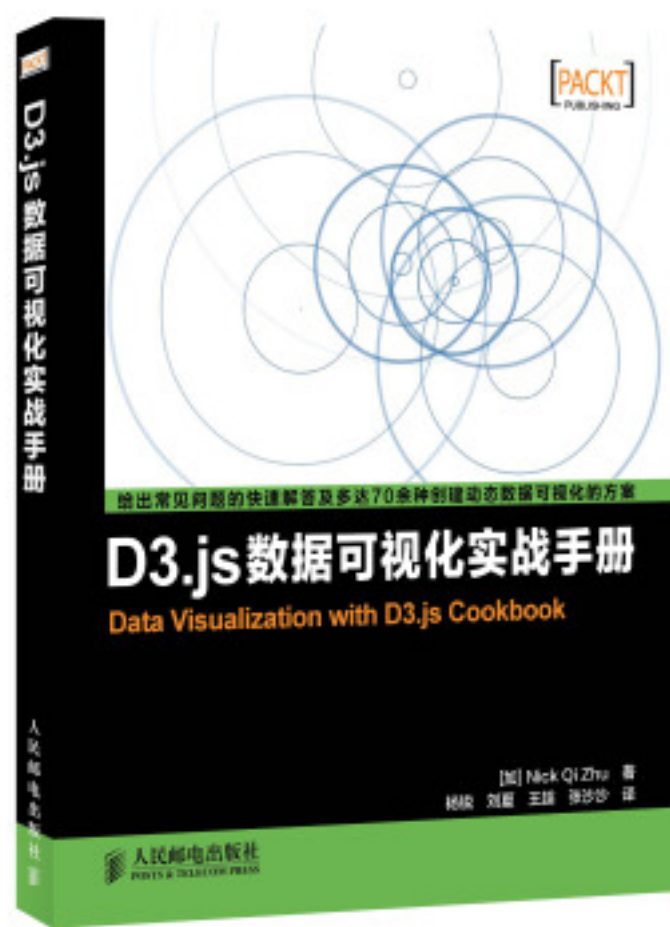 PACKT
D3.js数据可视化实战手册
人民邮电出版社
[PACKT]
PUBLISHING
给出常见问题的快速解答及多达70余种创建动态数据可视化的方案
D3.js数据可视化实战手册
Data Visualization with D3.js Cookbook
[加] Nick Qi Zhu 著
杨锐 刘夏 王超 张沙沙 译
人民邮电出版社
POSTS & TELECOM PRESS